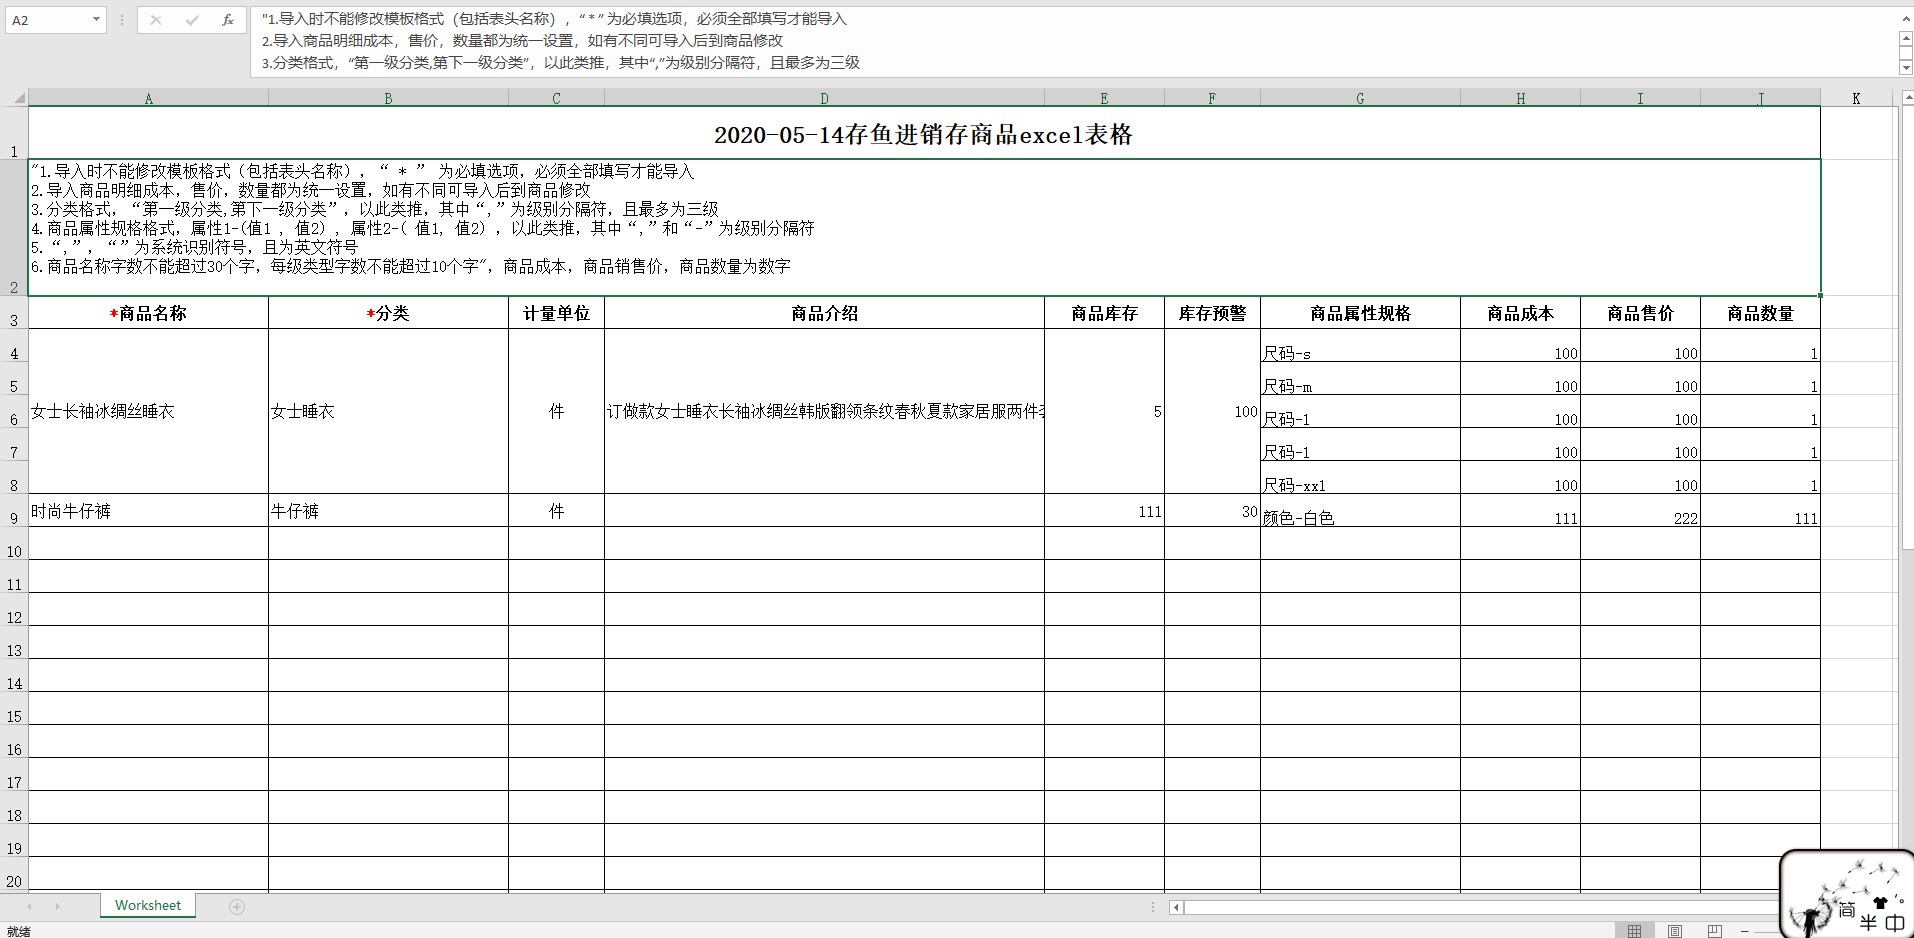 A2
fx
"1.导入时不能修改模板格式（包括表头名称），“ * ” 为必填选项，必须全部填写才能导入
2.导入商品明细成本，售价，数量都为统一设置，如有不同可导入后到商品修改
3.分类格式，“第一级分类,第下一级分类”，以此类推，其中“,”为级别分隔符，且最多为三级
A B C D E F G H I J K
1 2020-05-14存鱼进销存商品excel表格
"1.导入时不能修改模板格式（包括表头名称），“ * ” 为必填选项，必须全部填写才能导入
2.导入商品明细成本，售价，数量都为统一设置，如有不同可导入后到商品修改
3.分类格式，“第一级分类,第下一级分类”，以此类推，其中“,”为级别分隔符，且最多为三级
4.商品属性规格格式，属性1-(值1 ，值2) ，属性2-( 值1, 值2) ，以此类推，其中“,”和“-”为级别分隔符
5.“,”，“”为系统识别符号，且为英文符号
6.商品名称字数不能超过30个字，每级类型字数不能超过10个字"，商品成本，商品销售价，商品数量为数字
2
3 *商品名称 *分类 计量单位 商品介绍 商品库存 库存预警 商品属性规格 商品成本 商品售价 商品数量
4 尺码-s 100 100 1
5 尺码-m 100 100 1
6 女士长袖冰绸丝睡衣 女士睡衣 件 订做款女士睡衣长袖冰绸丝韩版翻领条纹春秋夏款家居服两件 5 100 尺码-l 100 100 1
7 尺码-l 100 100 1
8 尺码-xxl 100 100 1
9 时尚牛仔裤 牛仔裤 件 111 30 颜色-白色 111 222 111
10
11
12
13
14
15
16
17
18
19
20
Worksheet
就绪
简
半 中